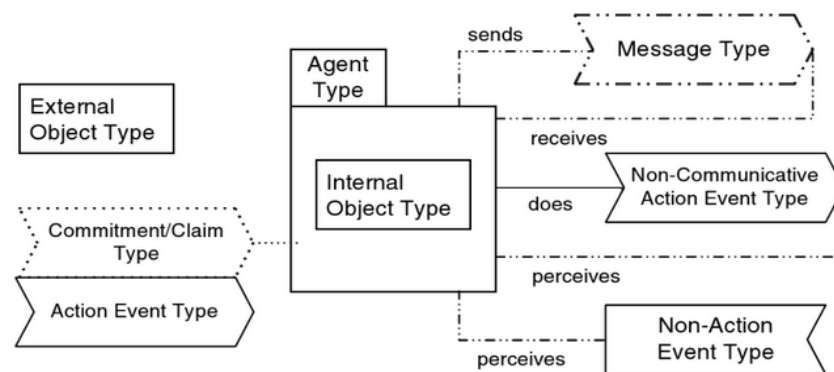 sends
Message Type
Agent
Type
External
Object Type
receives
Internal
Object Type
Non-Communicative
Action Event Type
does
Commitment/Claim
Type
perceives
Action Event Type
Non-Action
Event Type
perceives